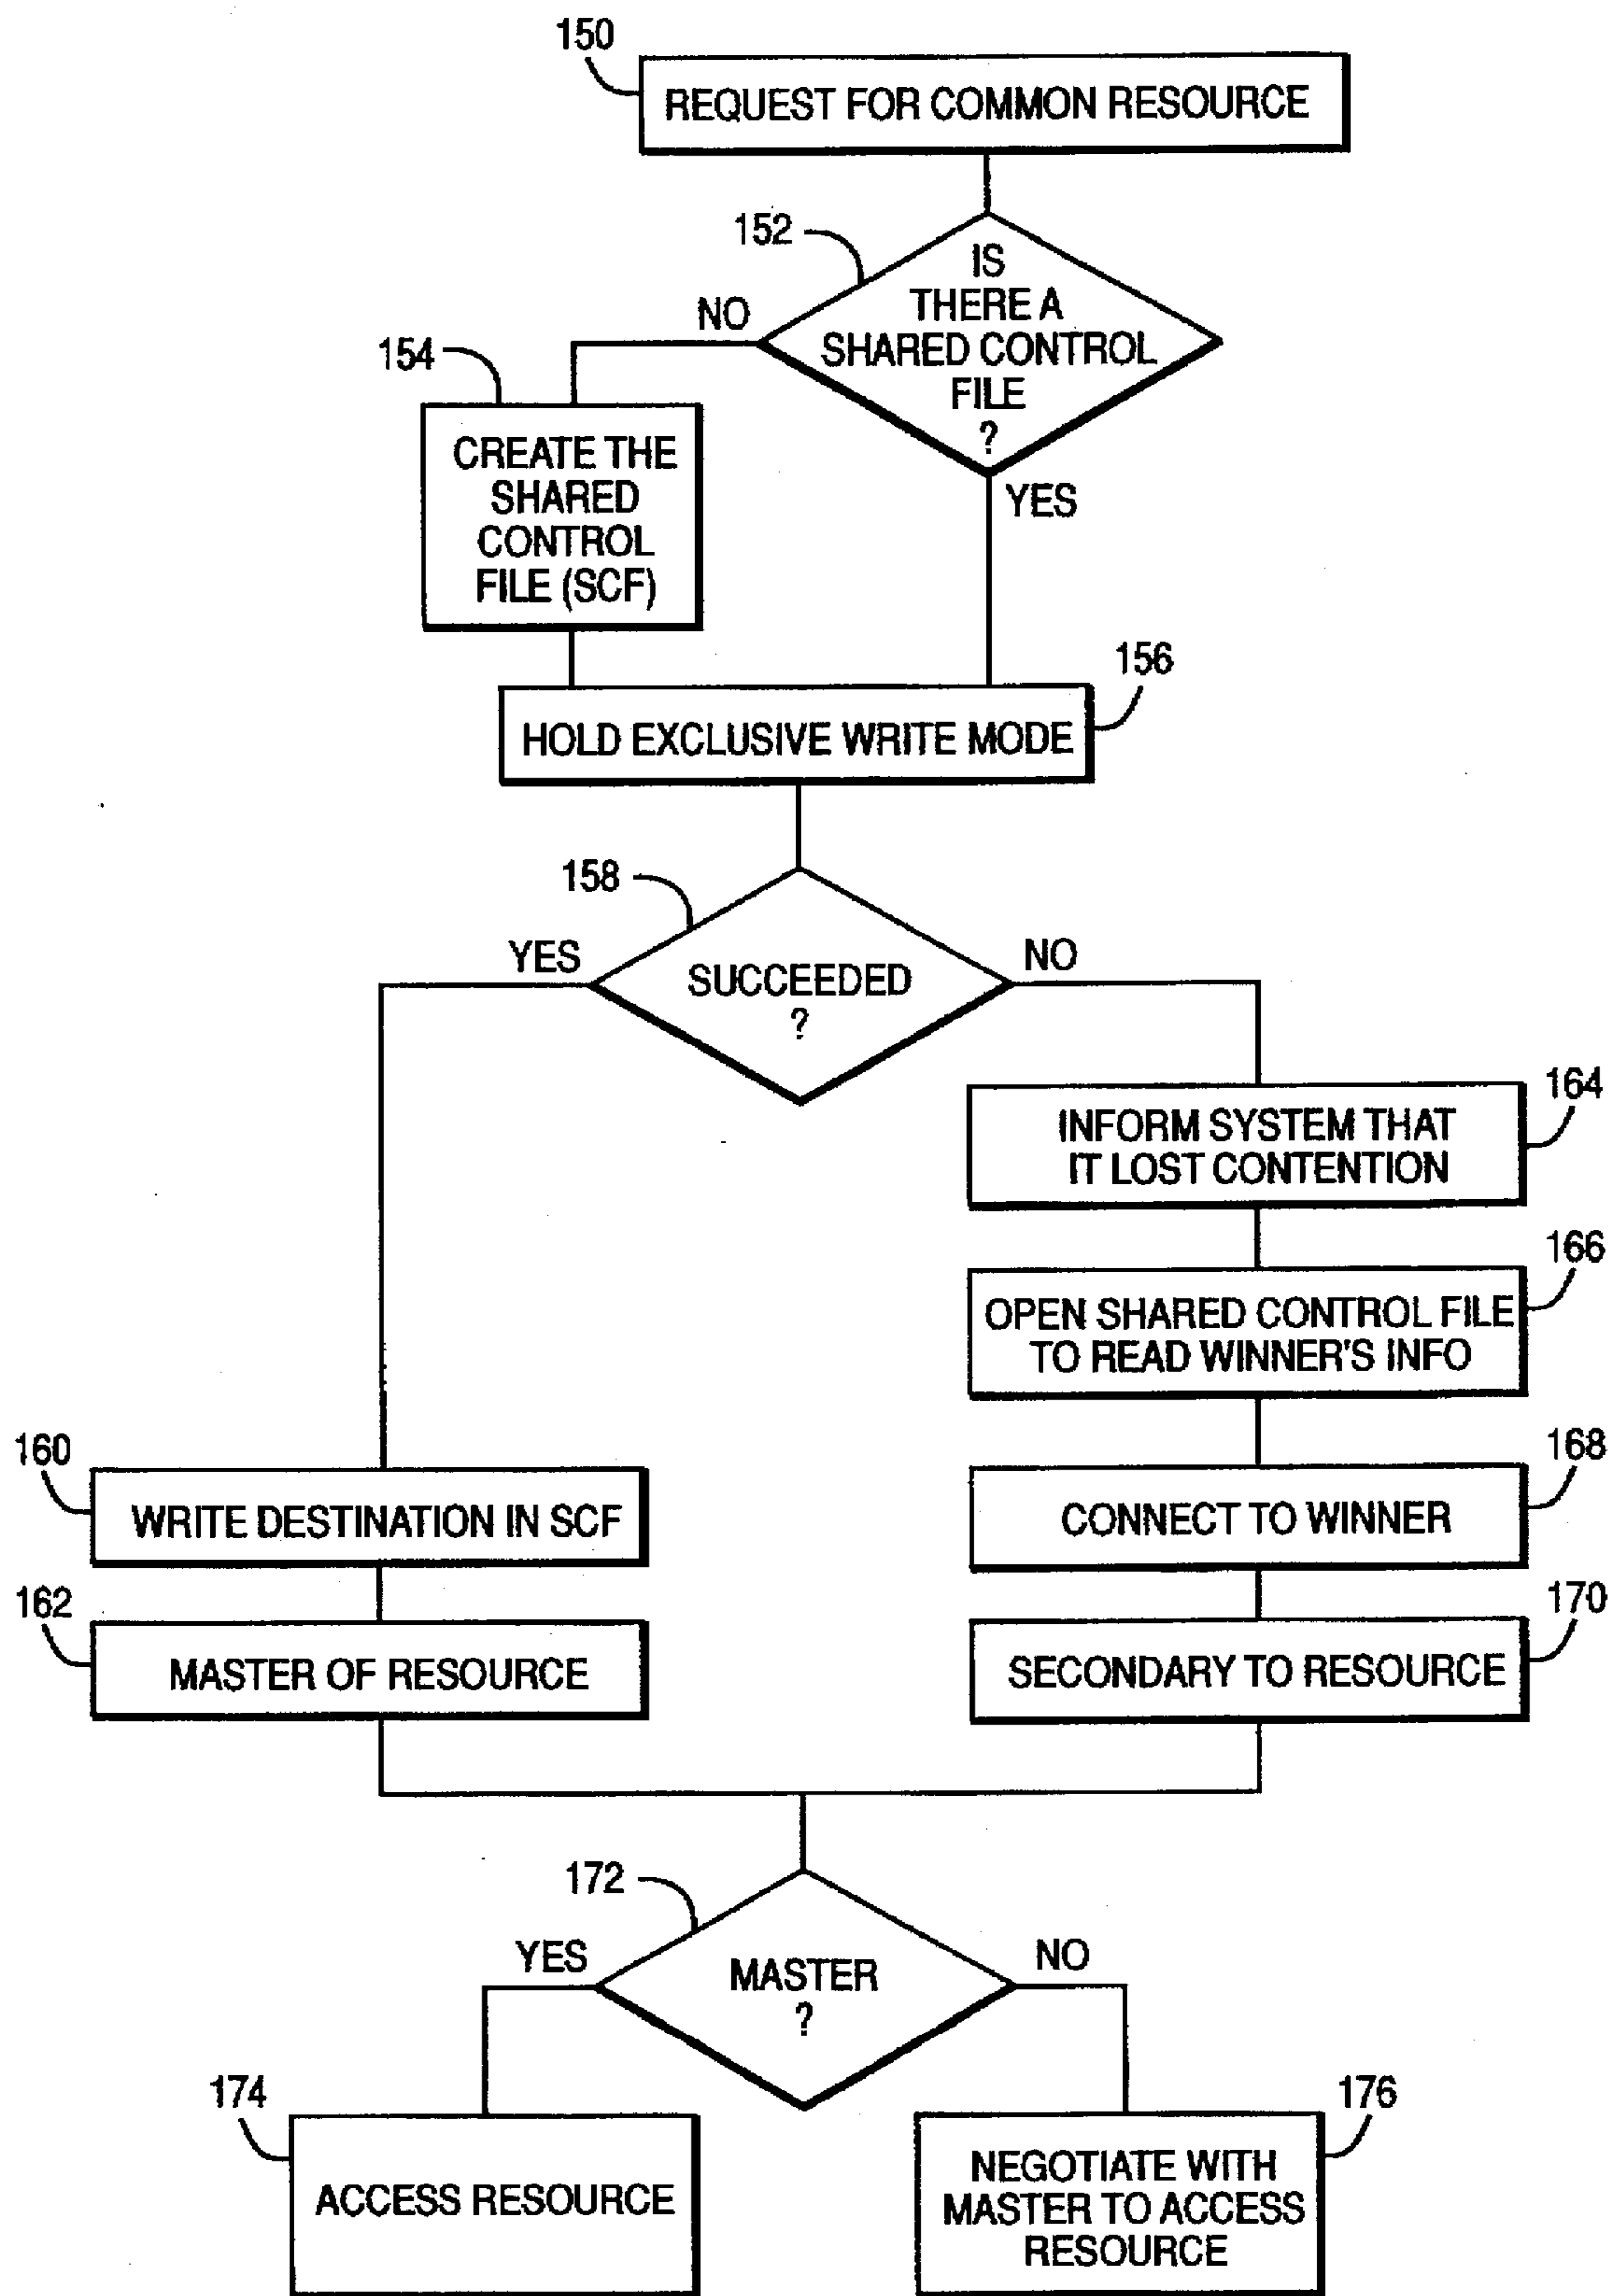 150
REQUEST FOR COMMON RESOURCE
152
IS
THERE A
SHARED CONTROL
FILE
?
NO
YES
154
CREATE THE
SHARED
CONTROL
FILE (SCF)
156
HOLD EXCLUSIVE WRITE MODE
158
SUCCEEDED
?
YES
NO
164
INFORM SYSTEM THAT
IT LOST CONTENTION
166
OPEN SHARED CONTROL FILE
TO READ WINNER'S INFO
160
WRITE DESTINATION IN SCF
168
CONNECT TO WINNER
162
MASTER OF RESOURCE
170
SECONDARY TO RESOURCE
172
MASTER
?
YES
NO
174
ACCESS RESOURCE
176
NEGOTIATE WITH
MASTER TO ACCESS
RESOURCE